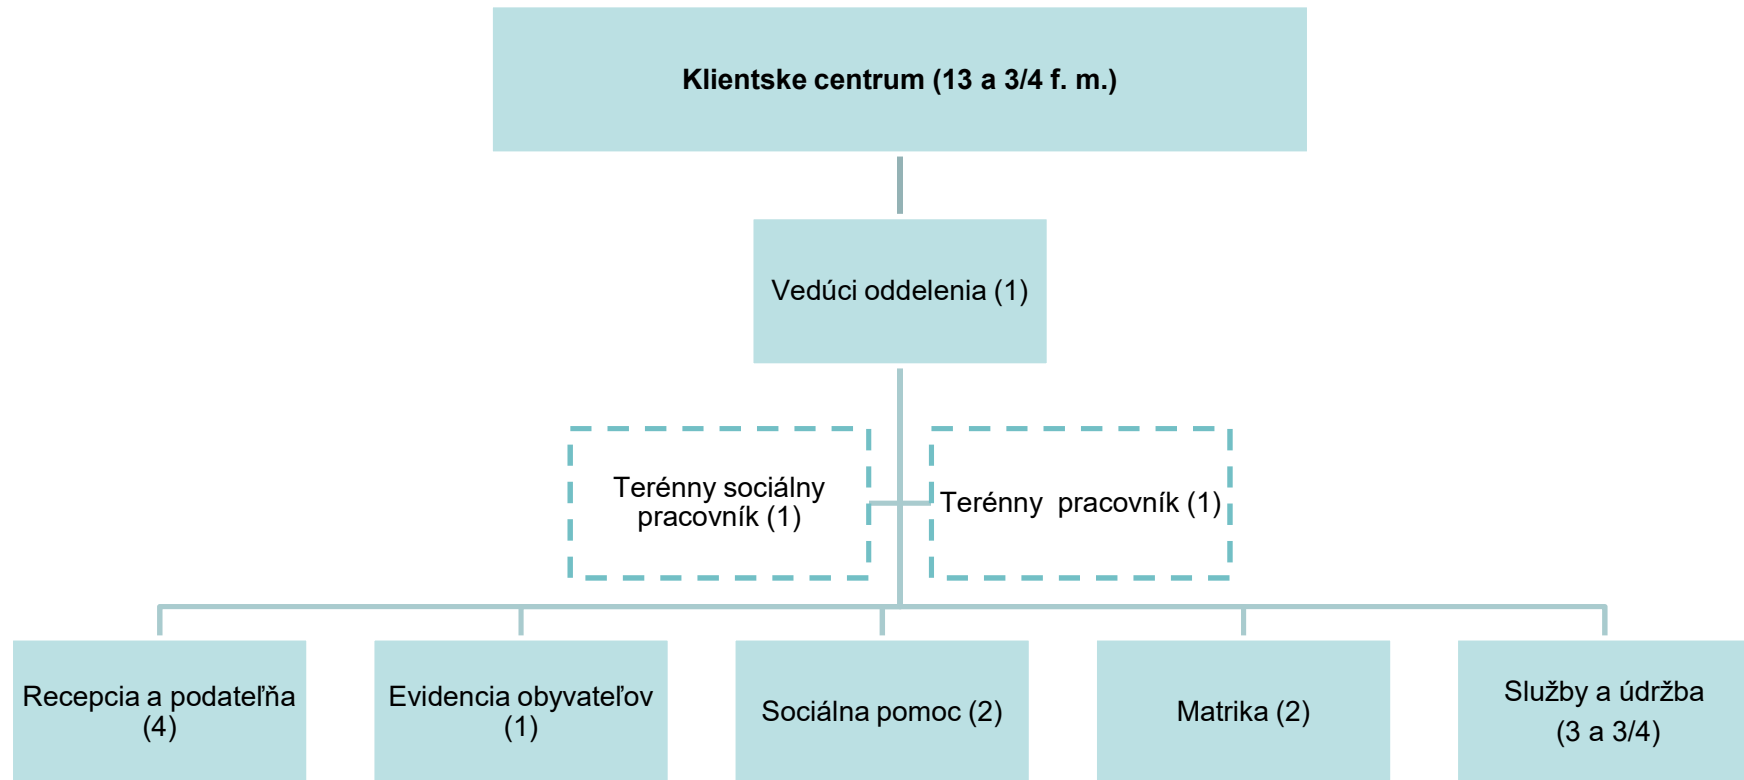 Klientske centrum (13 a 3/4 f. m.)
Vedúci oddelenia (1)
Terénny sociálny
pracovník (1)
Terénny  pracovník (1)
Recepcia a podateľňa
(4)
Evidencia obyvateľov
(1)
Sociálna pomoc (2)
Matrika (2)
Služby a údržba
(3 a 3/4)